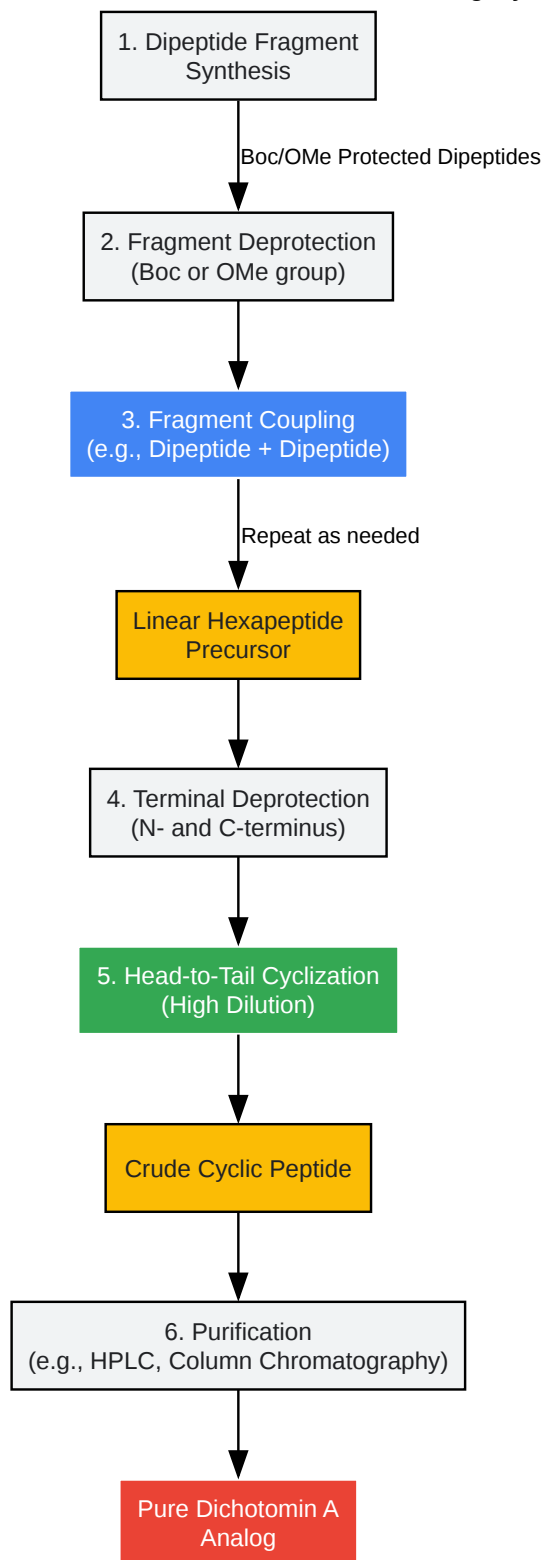 1. Dipeptide Fragment
Synthesis
Boc/OMe Protected Dipeptides
2. Fragment Deprotection
(Boc or OMe group)
3. Fragment Coupling
(e.g., Dipeptide + Dipeptide)
Repeat as needed
Linear Hexapeptide
Precursor
4. Terminal Deprotection
(N- and C-terminus)
5. Head-to-Tail Cyclization
(High Dilution)
Crude Cyclic Peptide
6. Purification
(e.g., HPLC, Column Chromatography)
Pure Dichotomin A
Analog